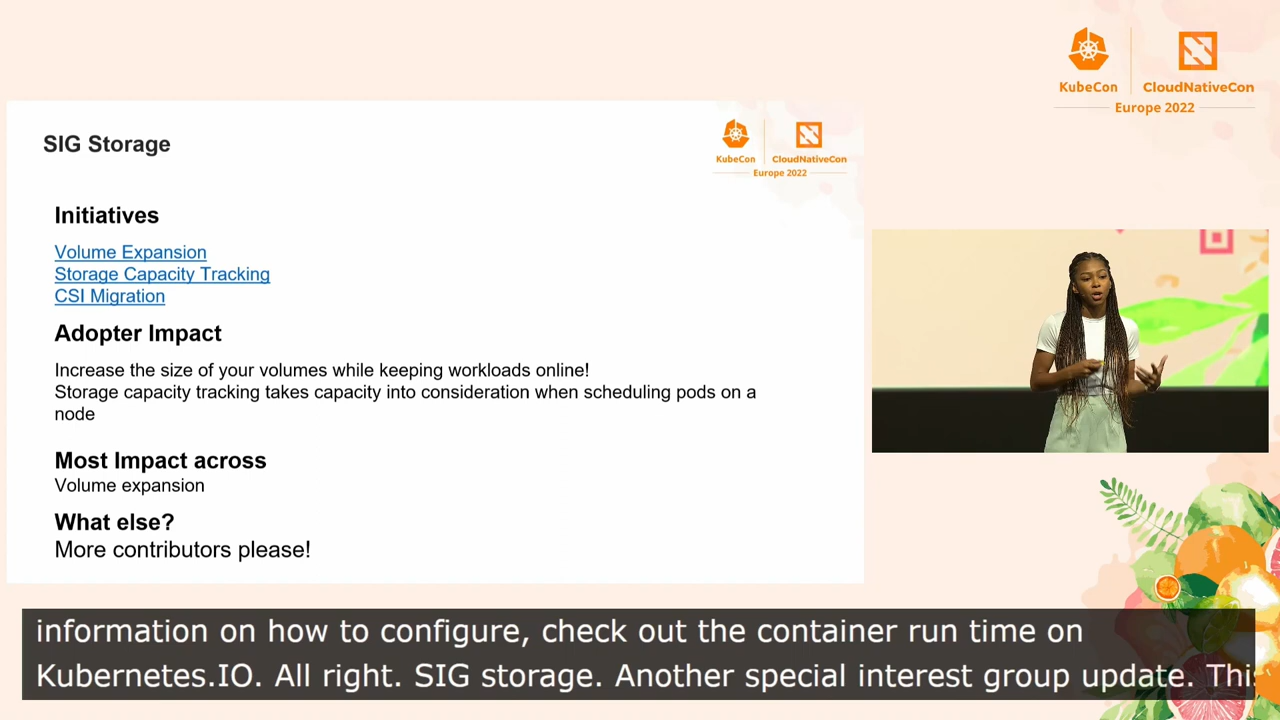 KubeCon
CloudNativeCon
Europe 2022
SIG Storage
KubeCon
CloudNativeCon
Europe 2022
Initiatives
Volume Expansion
Storage Capacity Tracking
CSI Migration
Adopter Impact
Increase the size of your volumes while keeping workloads online!
Storage capacity tracking takes capacity into consideration when scheduling pods on a
node
Most Impact across
Volume expansion
What else?
More contributors please!
information on how to configure, check out the container run time on
Kubernetes.IO. All right. SIG storage. Another special interest group update. This